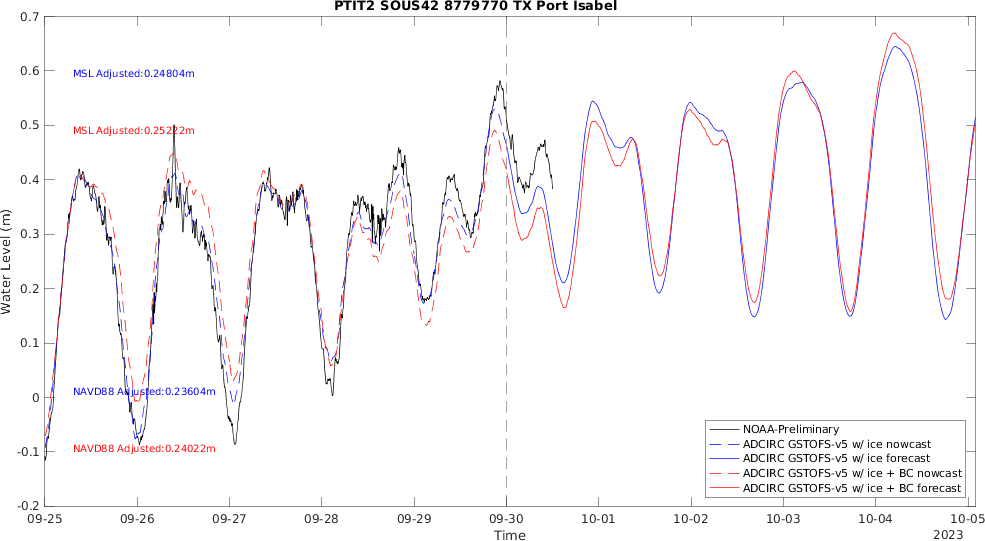 PTIT2 SOUS42 8779770 TX Port Isabel
0.7
0.6
0.5
0.4
0.3
0.2
0.1
0
-0.1
-0.2
Water Level (m)
MSL Adjusted:0.24804m
MSL Adjusted:0.25222m
NAVD88 Adjusted:0.23604m
NAVD88 Adjusted:0.24022m
NOAA-Preliminary
ADCIRC GSTOFS-v5 w/ ice nowcast
ADCIRC GSTOFS-v5 w/ ice forecast
ADCIRC GSTOFS-v5 w/ ice + BC nowcast
ADCIRC GSTOFS-v5 w/ ice + BC forecast
09-25 09-26 09-27 09-28 09-29 09-30 10-01 10-02 10-03 10-04 10-05
Time
2023